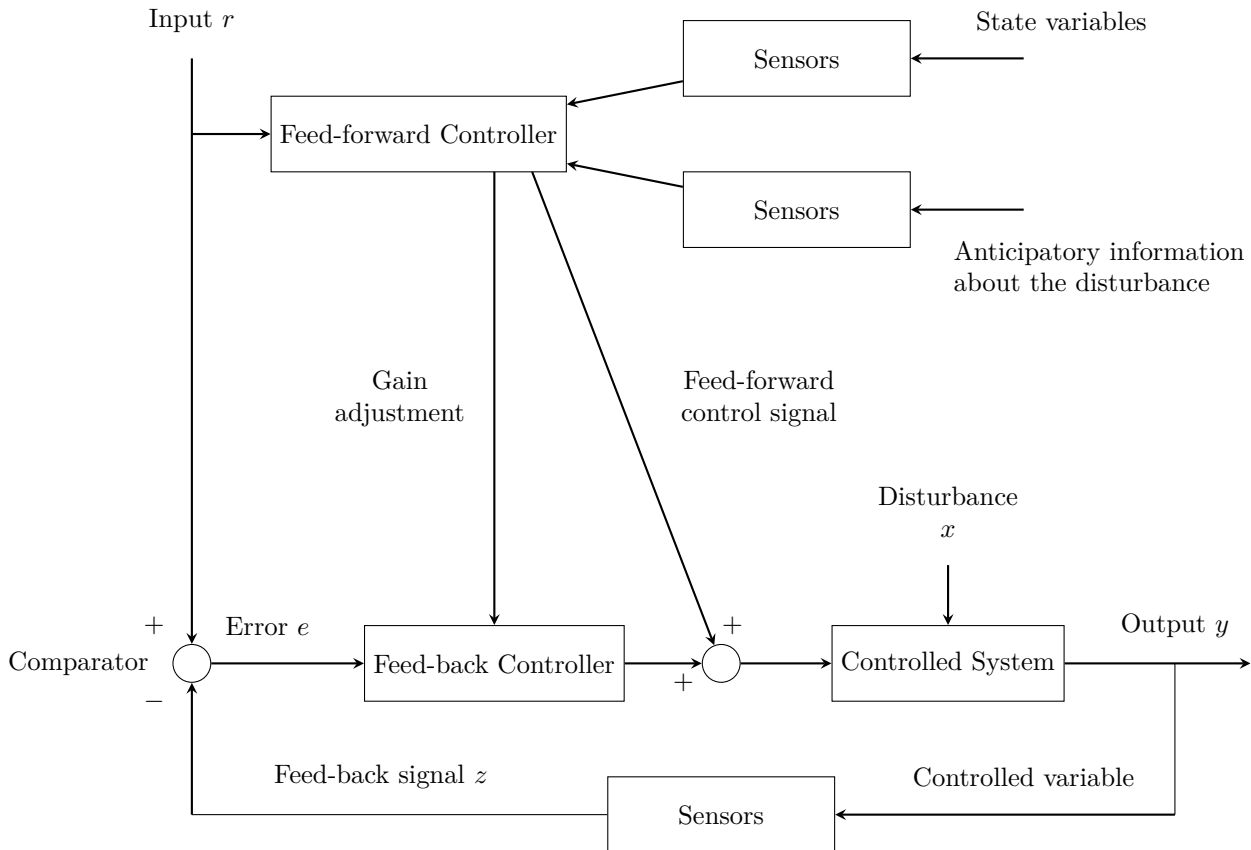 Input r
State variables
Sensors
Feed-forward Controller
Sensors
Anticipatory information
about the disturbance
Gain
adjustment
Feed-forward
control signal
Disturbance
x
+
Error e
+
Output y
Comparator
Feed-back Controller
Controlled System
+
−
Feed-back signal z
Controlled variable
Sensors